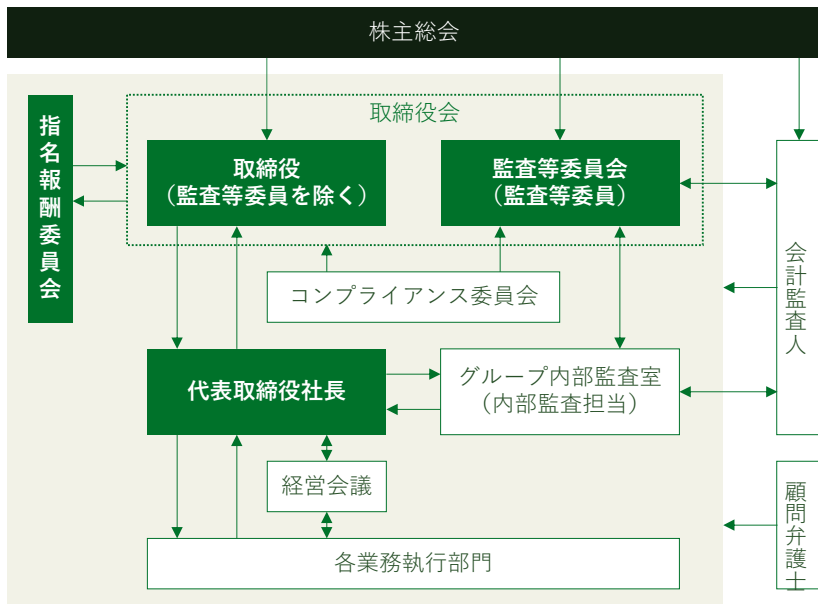 株主総会
取締役会
指名報酬委員会
取締役
（監査等委員を除く）
監査等委員会
（監査等委員）
会計監査人
コンプライアンス委員会
代表取締役社長
グループ内部監査室
（内部監査担当）
経営会議
顧問弁護士
各業務執行部門